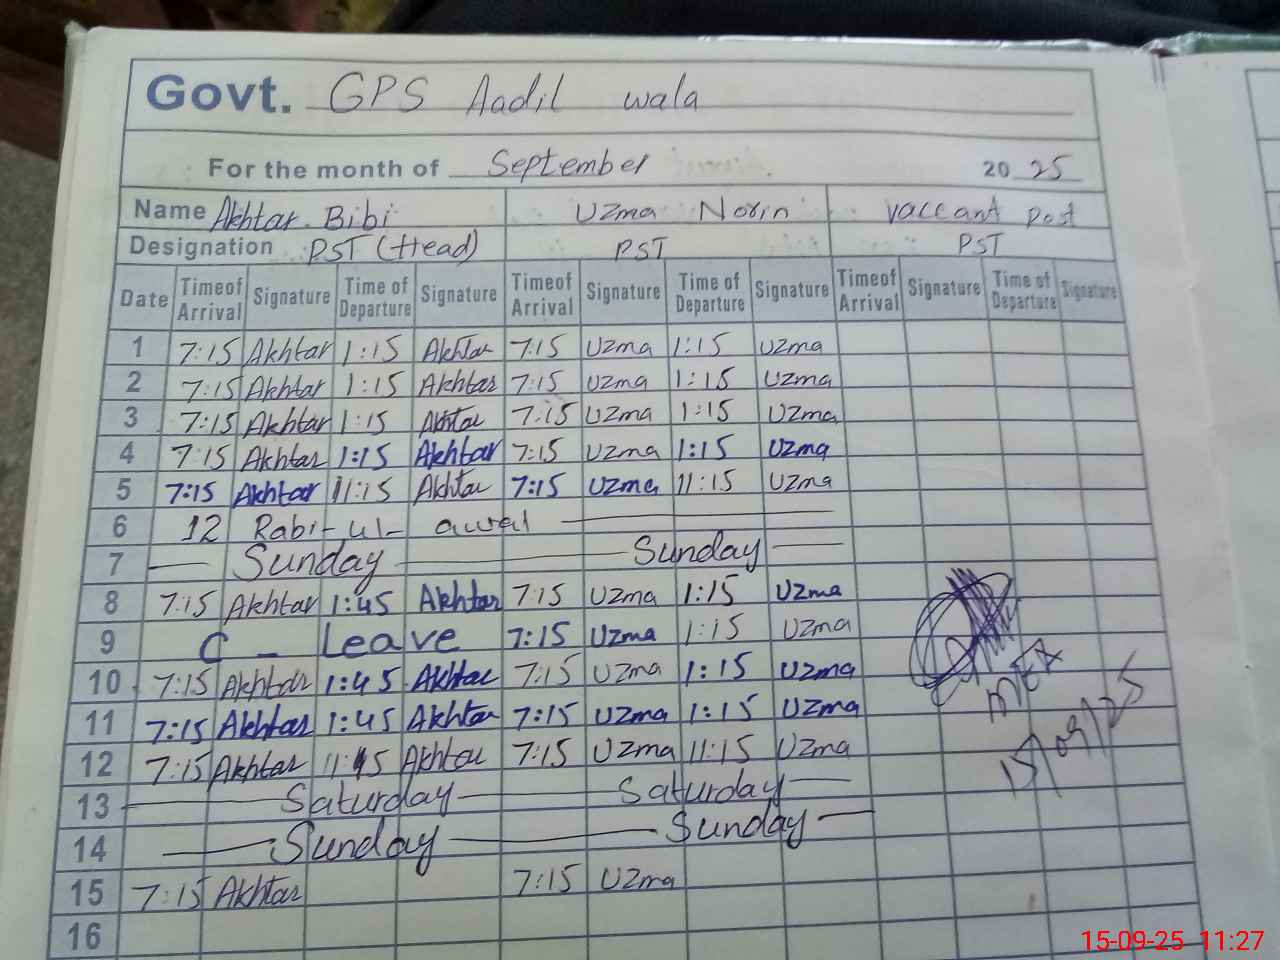 Govt. GPS Aadil wala
For the month of September 20 25
Name Akhtar Bibi Uzma Norin vaccant post
Designation PST (Head) PST PST
Date Timeof Arrival Signature Time of Departure Signature Timeof Arrival Signature Time of Departure Signature Timeof Arrival Signature Time of Departure Signature
1 7:15 Akhtar 1:15 Akhtar 7:15 Uzma 1:15 Uzma
2 7:15 Akhtar 1:15 Akhtar 7:15 Uzma 1:15 Uzma
3 7:15 Akhtar 1:15 Akhtar 7:15 Uzma 1:15 Uzma
4 7:15 Akhtar 1:15 Akhtar 7:15 Uzma 1:15 Uzma
5 7:15 Akhtar 11:15 Akhtar 7:15 Uzma 11:15 Uzma
6 12 Rabi-ul-awal
7 Sunday Sunday
8 7:15 Akhtar 1:45 Akhtar 7:15 Uzma 1:15 Uzma
9 C - Leave 7:15 Uzma 1:15 Uzma
10 7:15 Akhtar 1:45 Akhtar 7:15 Uzma 1:15 Uzma
11 7:15 Akhtar 1:45 Akhtar 7:15 Uzma 1:15 Uzma
MEA
15/09/25
12 7:15 Akhtar 11:45 Akhtar 7:15 Uzma 11:15 Uzma
13 Saturday Saturday
14 Sunday Sunday
15 7:15 Akhtar 7:15 Uzma
16
15-09-25 11:27